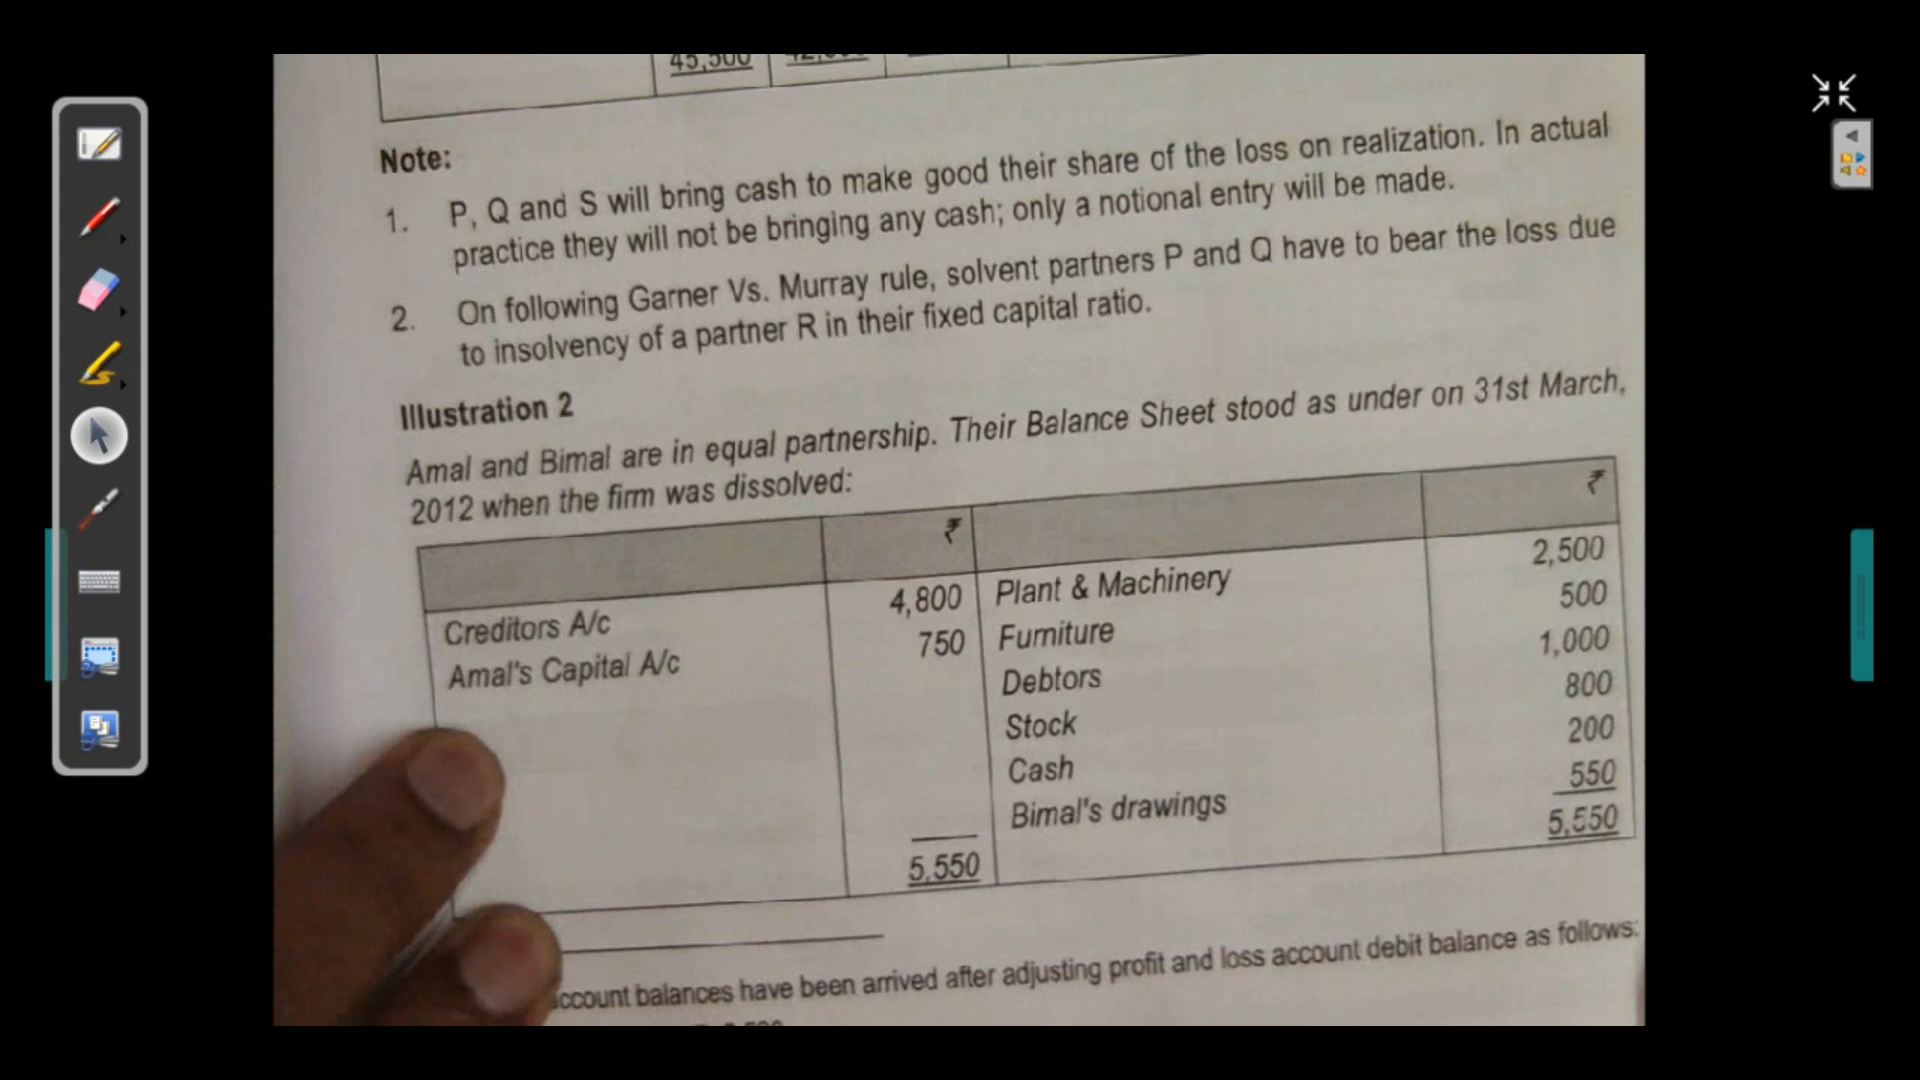 45,500
Note:
1. P, Q and S will bring cash to make good their share of the loss on realization. In actual
practice they will not be bringing any cash; only a notional entry will be made.
2. On following Garner Vs. Murray rule, solvent partners P and Q have to bear the loss due
to insolvency of a partner R in their fixed capital ratio.
Illustration 2
Amal and Bimal are in equal partnership. Their Balance Sheet stood as under on 31st March,
2012 when the firm was dissolved:
₹ ₹
Creditors A/c 4,800 Plant & Machinery 2,500
Amal's Capital A/c 750 Furniture 500
Debtors 1,000
Stock 800
Cash 200
Bimal's drawings 550
5,550 5,550
account balances have been arrived after adjusting profit and loss account debit balance as follows: